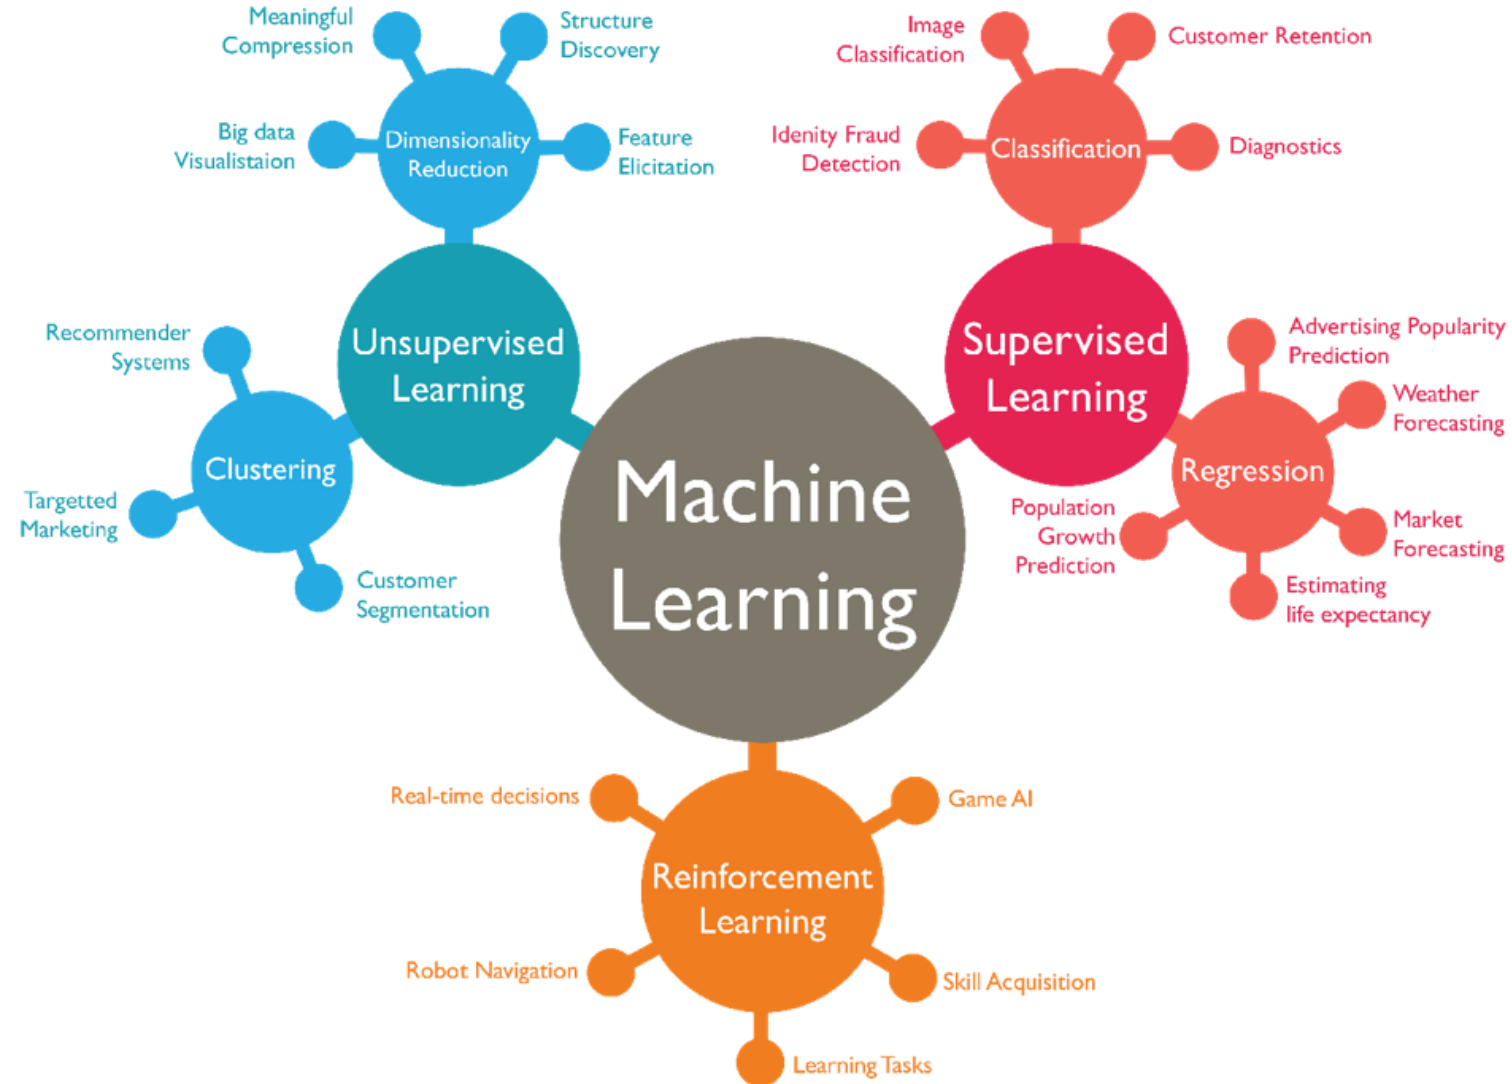 Meaningful
Compression
Structure
Discovery
Big data
Visualistaion
Dimensionality
Reduction
Feature
Elicitation
Image
Classification
Customer Retention
Idenity Fraud
Detection
Classification
Diagnostics
Unsupervised
Learning
Recommender
Systems
Clustering
Targetted
Marketing
Customer
Segmentation
Machine
Learning
Supervised
Learning
Advertising Popularity
Prediction
Weather
Forecasting
Regression
Population
Growth
Prediction
Market
Forecasting
Estimating
life expectancy
Real-time decisions
Game AI
Reinforcement
Learning
Robot Navigation
Skill Acquisition
Learning Tasks